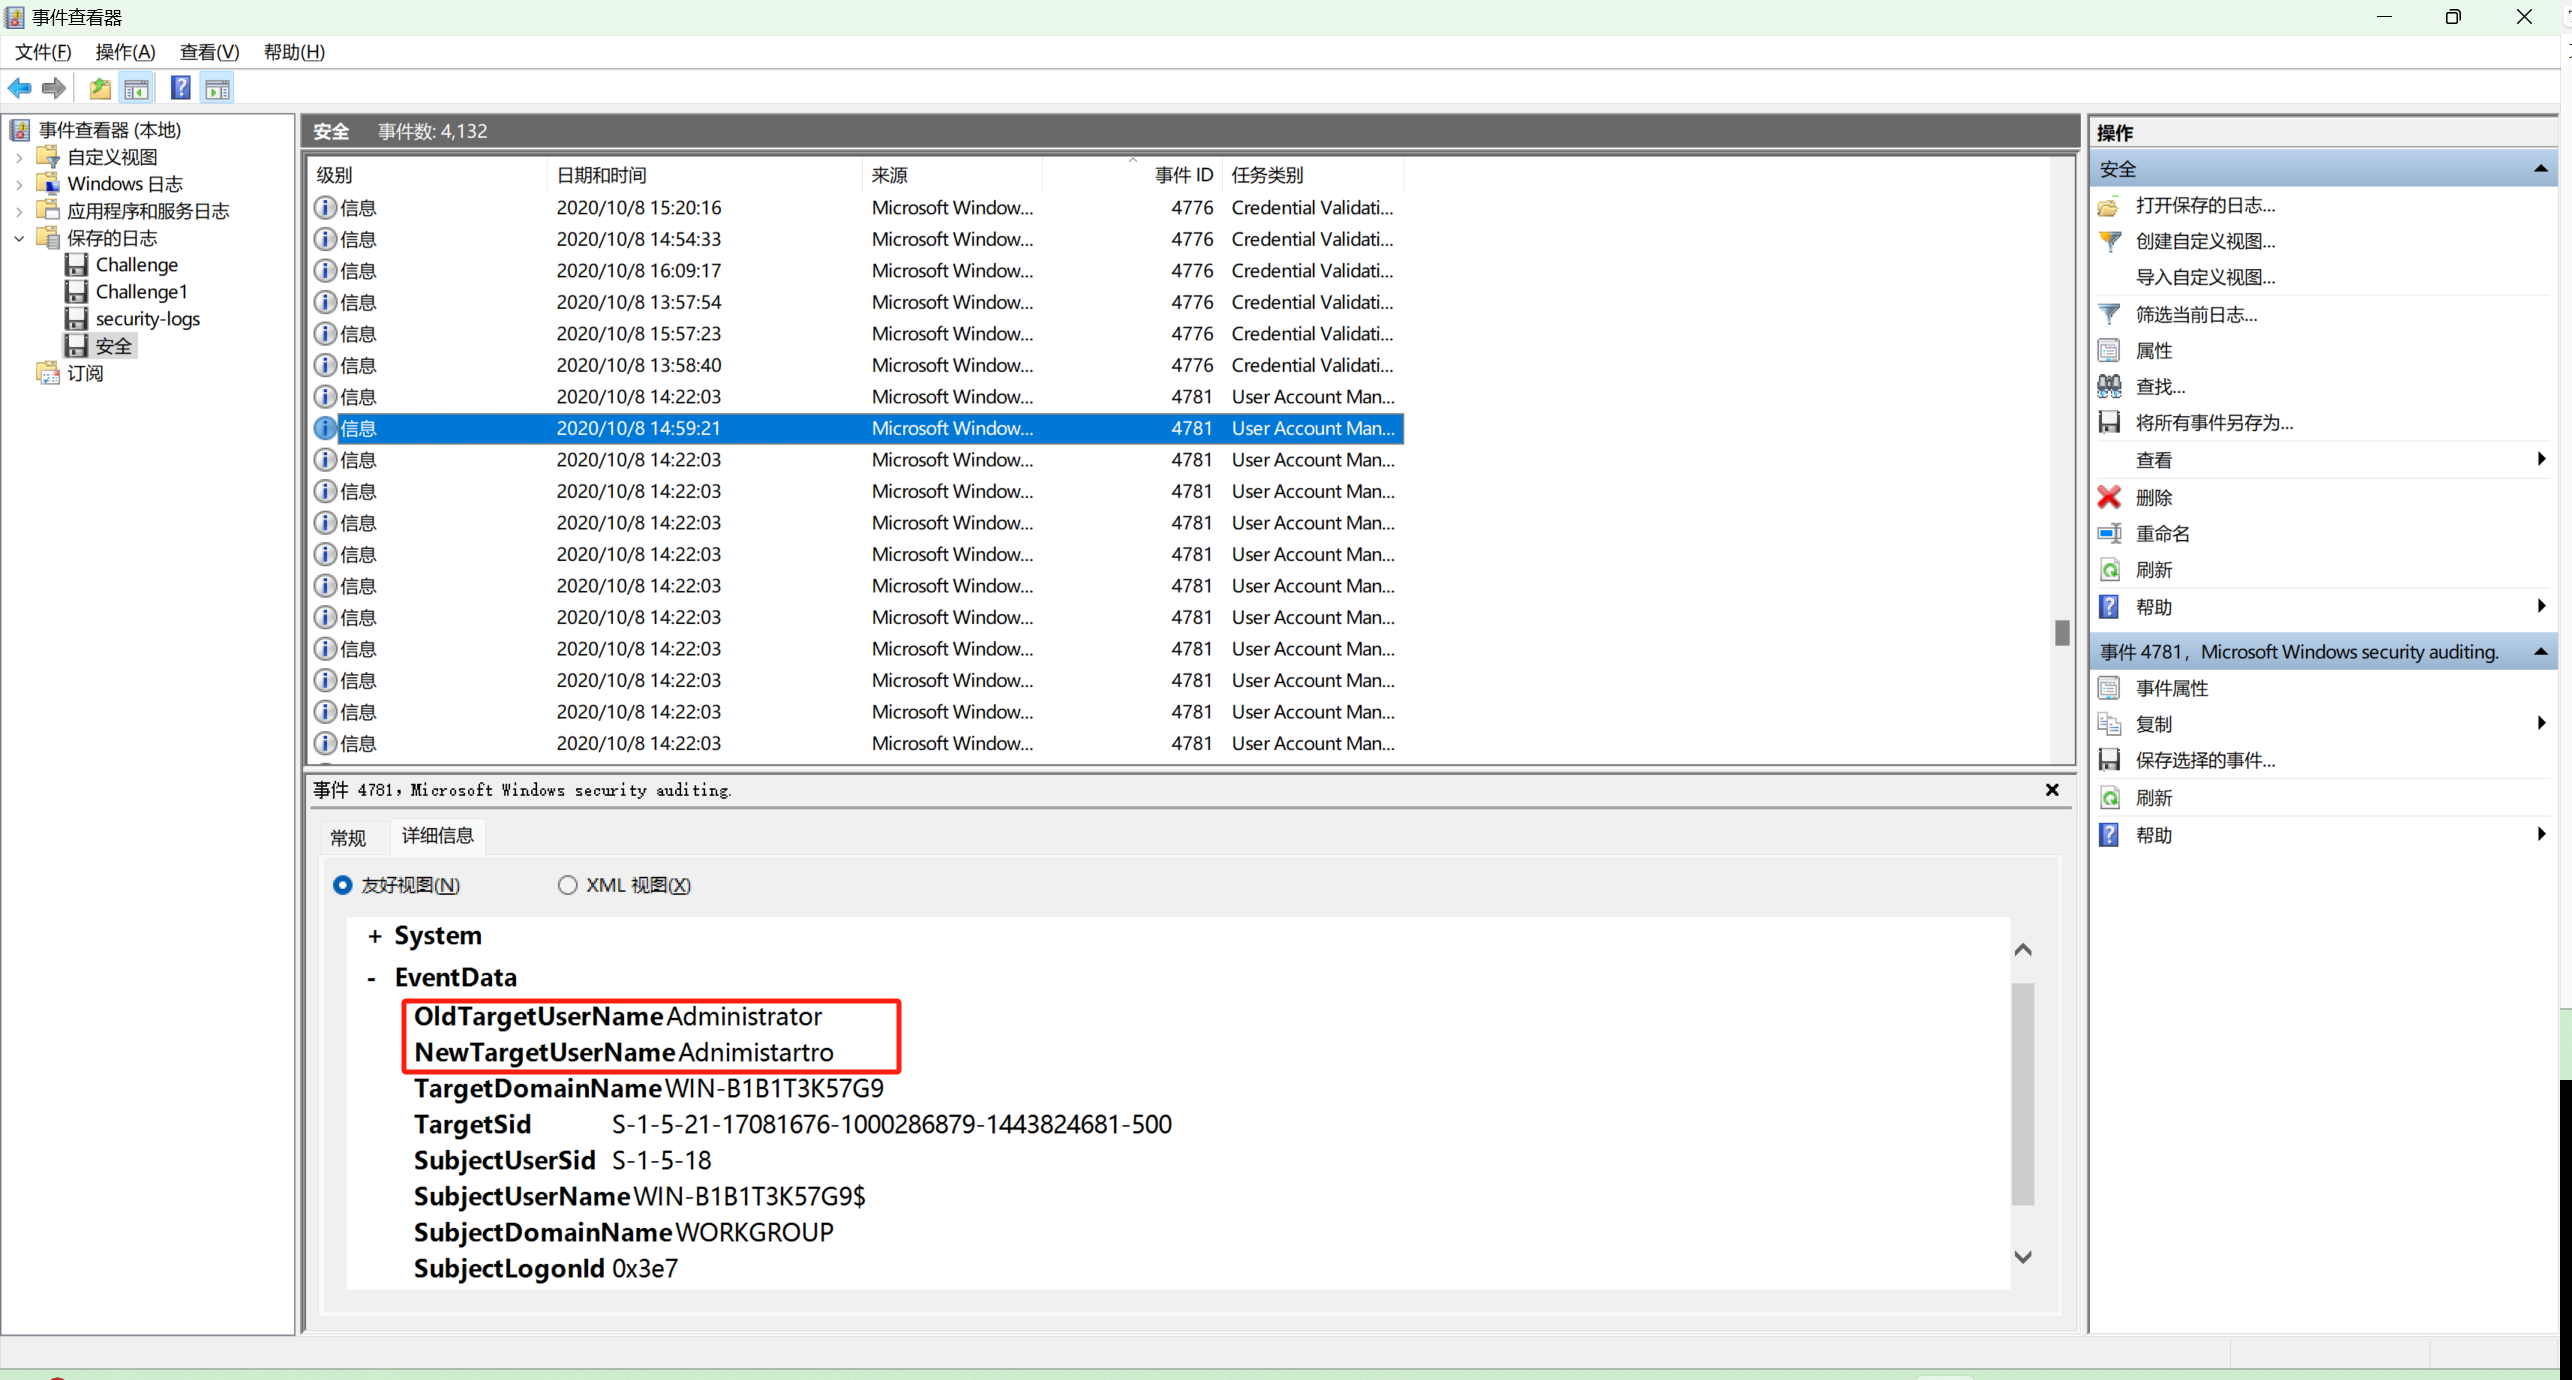 事件查看器
文件(F) 操作(A) 查看(V) 帮助(H)
事件查看器 (本地)
自定义视图
Windows 日志
应用程序和服务日志
保存的日志
Challenge
Challenge1
security-logs
安全
订阅
安全 事件数: 4,132
级别 日期和时间 来源 事件 ID 任务类别
信息 2020/10/8 15:20:16 Microsoft Window... 4776 Credential Validati...
信息 2020/10/8 14:54:33 Microsoft Window... 4776 Credential Validati...
信息 2020/10/8 16:09:17 Microsoft Window... 4776 Credential Validati...
信息 2020/10/8 13:57:54 Microsoft Window... 4776 Credential Validati...
信息 2020/10/8 15:57:23 Microsoft Window... 4776 Credential Validati...
信息 2020/10/8 13:58:40 Microsoft Window... 4776 Credential Validati...
信息 2020/10/8 14:22:03 Microsoft Window... 4781 User Account Man...
信息 2020/10/8 14:59:21 Microsoft Window... 4781 User Account Man...
信息 2020/10/8 14:22:03 Microsoft Window... 4781 User Account Man...
信息 2020/10/8 14:22:03 Microsoft Window... 4781 User Account Man...
信息 2020/10/8 14:22:03 Microsoft Window... 4781 User Account Man...
信息 2020/10/8 14:22:03 Microsoft Window... 4781 User Account Man...
信息 2020/10/8 14:22:03 Microsoft Window... 4781 User Account Man...
信息 2020/10/8 14:22:03 Microsoft Window... 4781 User Account Man...
信息 2020/10/8 14:22:03 Microsoft Window... 4781 User Account Man...
信息 2020/10/8 14:22:03 Microsoft Window... 4781 User Account Man...
信息 2020/10/8 14:22:03 Microsoft Window... 4781 User Account Man...
信息 2020/10/8 14:22:03 Microsoft Window... 4781 User Account Man...
事件 4781，Microsoft Windows security auditing.
常规 详细信息
友好视图(N) XML 视图(X)
+ System
- EventData
OldTargetUserName Administrator
NewTargetUserName Adnimistartro
TargetDomainName WIN-B1B1T3K57G9
TargetSid S-1-5-21-17081676-1000286879-1443824681-500
SubjectUserSid S-1-5-18
SubjectUserName WIN-B1B1T3K57G9$
SubjectDomainName WORKGROUP
SubjectLogonId 0x3e7
操作
安全
打开保存的日志...
创建自定义视图...
导入自定义视图...
筛选当前日志...
属性
查找...
将所有事件另存为...
查看
删除
重命名
刷新
帮助
事件 4781，Microsoft Windows security auditing.
事件属性
复制
保存选择的事件...
刷新
帮助